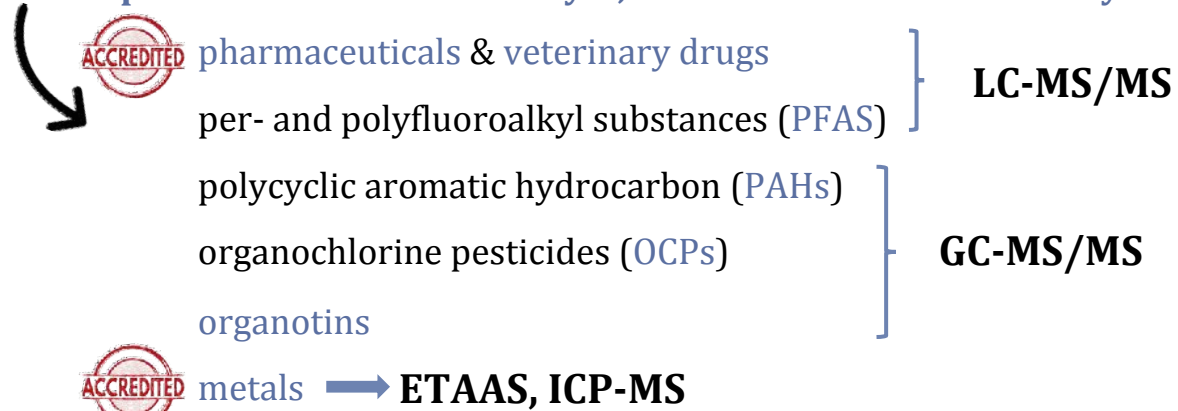 ACCREDITED pharmaceuticals & veterinary drugs
LC-MS/MS
per- and polyfluoroalkyl substances (PFAS)
polycyclic aromatic hydrocarbon (PAHs)
organochlorine pesticides (OCPs)
GC-MS/MS
organotins
ACCREDITED metals ETAAS, ICP-MS